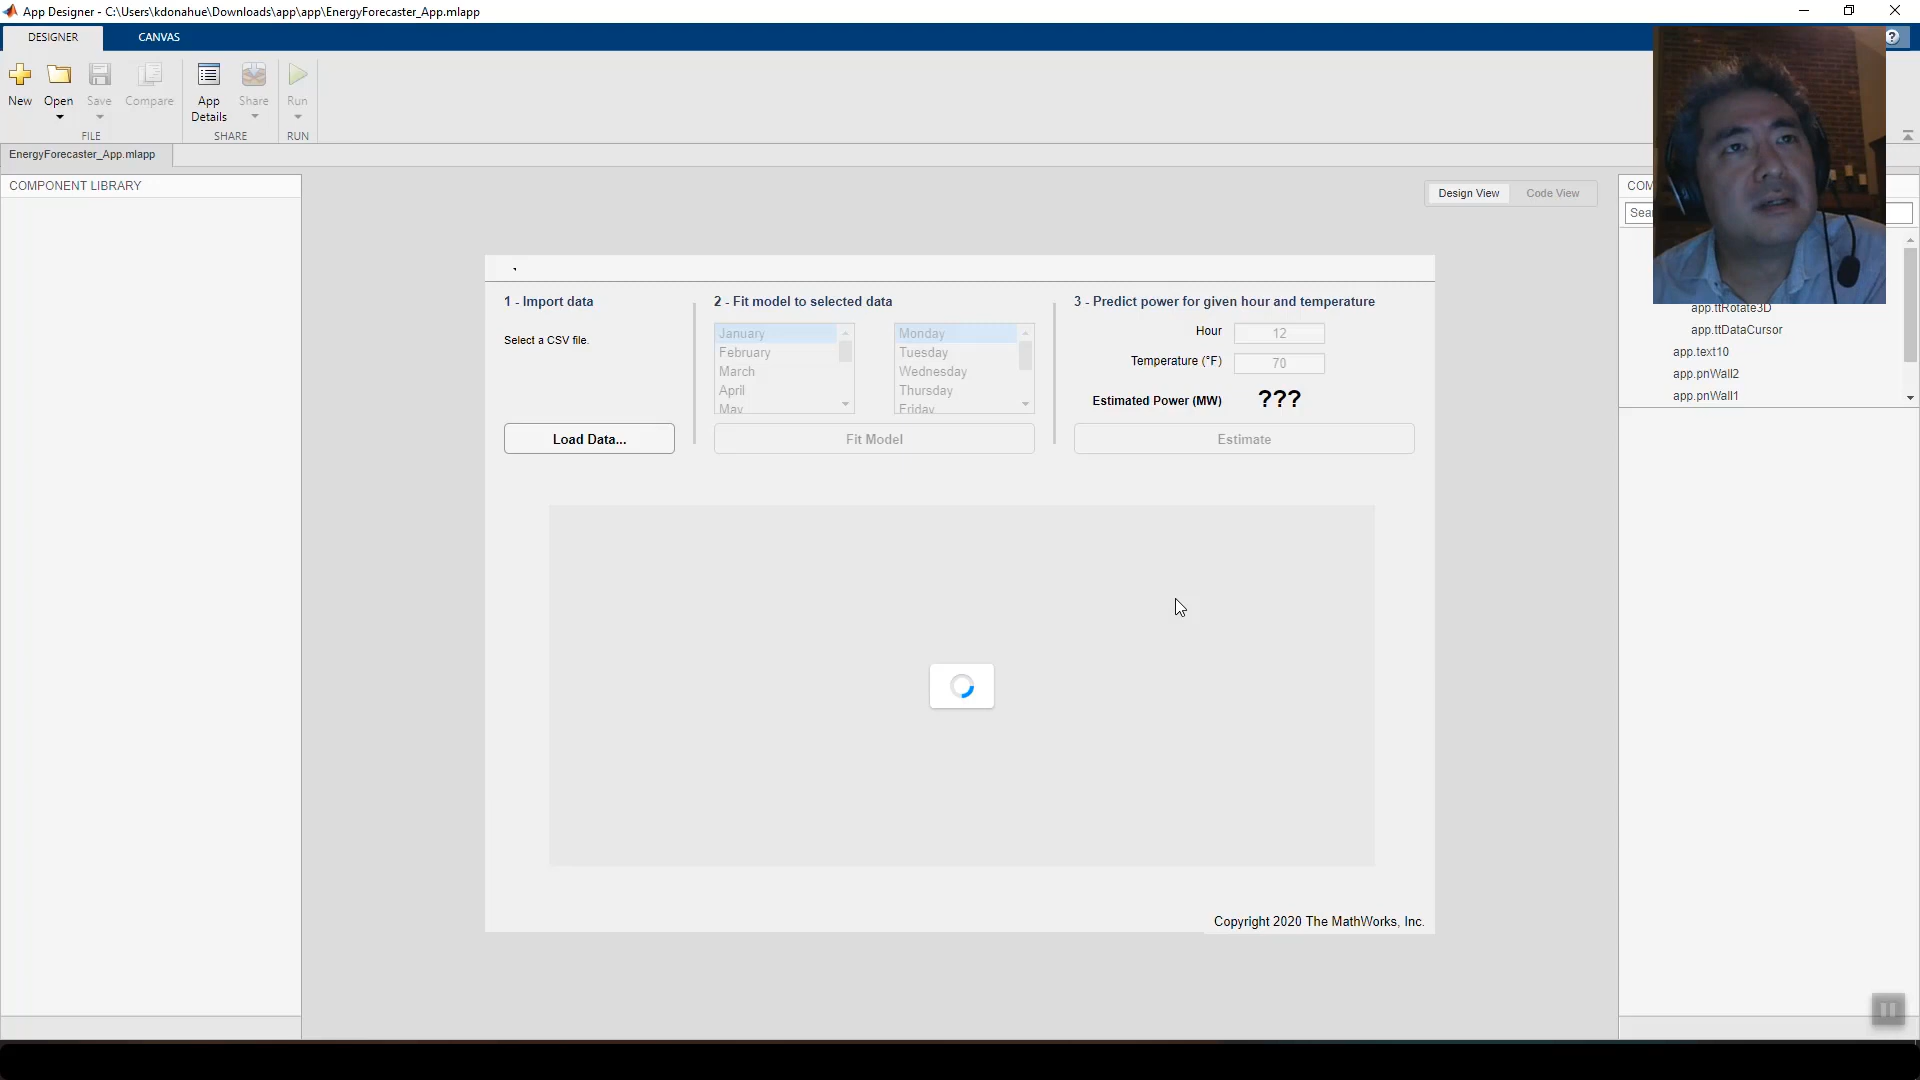 App Designer - C:\Users\kdonahue\Downloads\app\app\EnergyForecaster_App.mlapp
DESIGNER
CANVAS
New
Open
Save
Compare
App
Details
Share
Run
FILE
SHARE
RUN
EnergyForecaster_App.mlapp
COMPONENT LIBRARY
Design View
Code View
COM
Sear
1 - Import data
Select a CSV file.
Load Data...
2 - Fit model to selected data
January
February
March
April
May
Monday
Tuesday
Wednesday
Thursday
Friday
Fit Model
3 - Predict power for given hour and temperature
Hour
12
Temperature (°F)
70
Estimated Power (MW)
???
Estimate
app.ttRotate3D
app.ttDataCursor
app.text10
app.pnWall2
app.pnWall1
Copyright 2020 The MathWorks, Inc.